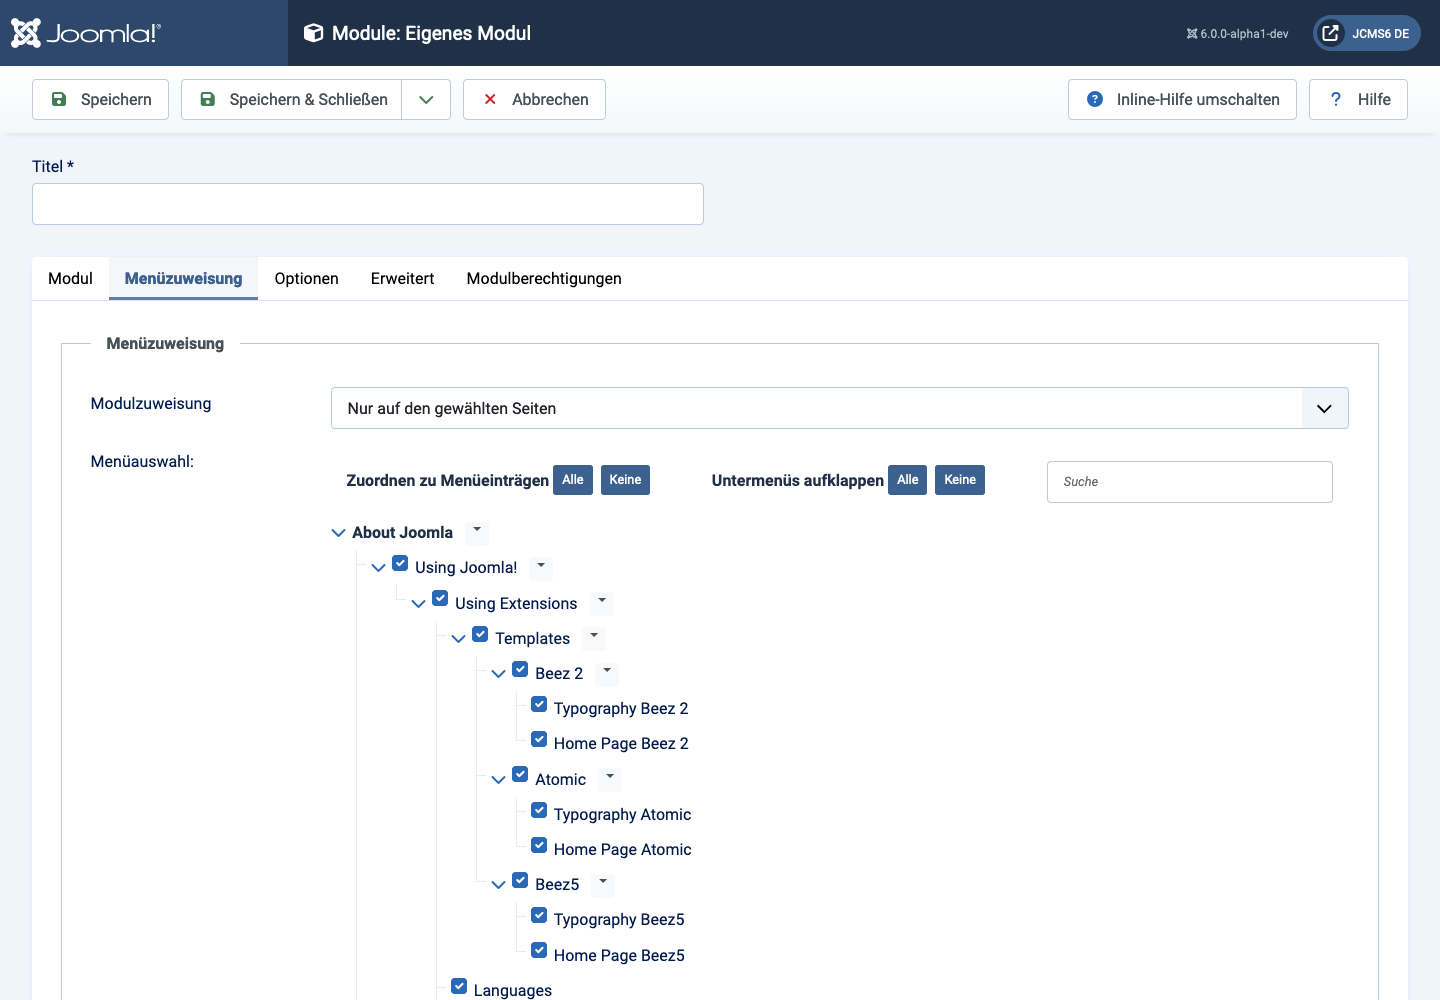 Joomla!®
Module: Eigenes Modul
6.0.0-alpha1-dev
JCMS6 DE
Speichern
Speichern & Schließen
Abbrechen
Inline-Hilfe umschalten
Hilfe
Titel *
Modul
Menüzuweisung
Optionen
Erweitert
Modulberechtigungen
Menüzuweisung
Modulzuweisung
Nur auf den gewählten Seiten
Menüauswahl:
Zuordnen zu Menüeinträgen Alle Keine
Untermenüs aufklappen Alle Keine
Suche
About Joomla
Using Joomla!
Using Extensions
Templates
Beez 2
Typography Beez 2
Home Page Beez 2
Atomic
Typography Atomic
Home Page Atomic
Beez5
Typography Beez5
Home Page Beez5
Languages